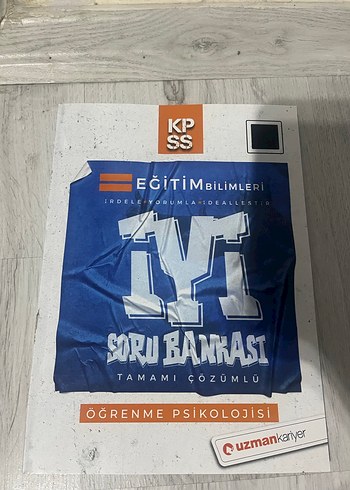 KP
SS
EĞİTİMBİLİMLERİ
İRDELE•YORUMLA•İDEALLEŞTİR
İYİ
SORU BANKASI
TAMAMI ÇÖZÜMLÜ
ÖĞRENME PSİKOLOJİSİ
uzmankariyer